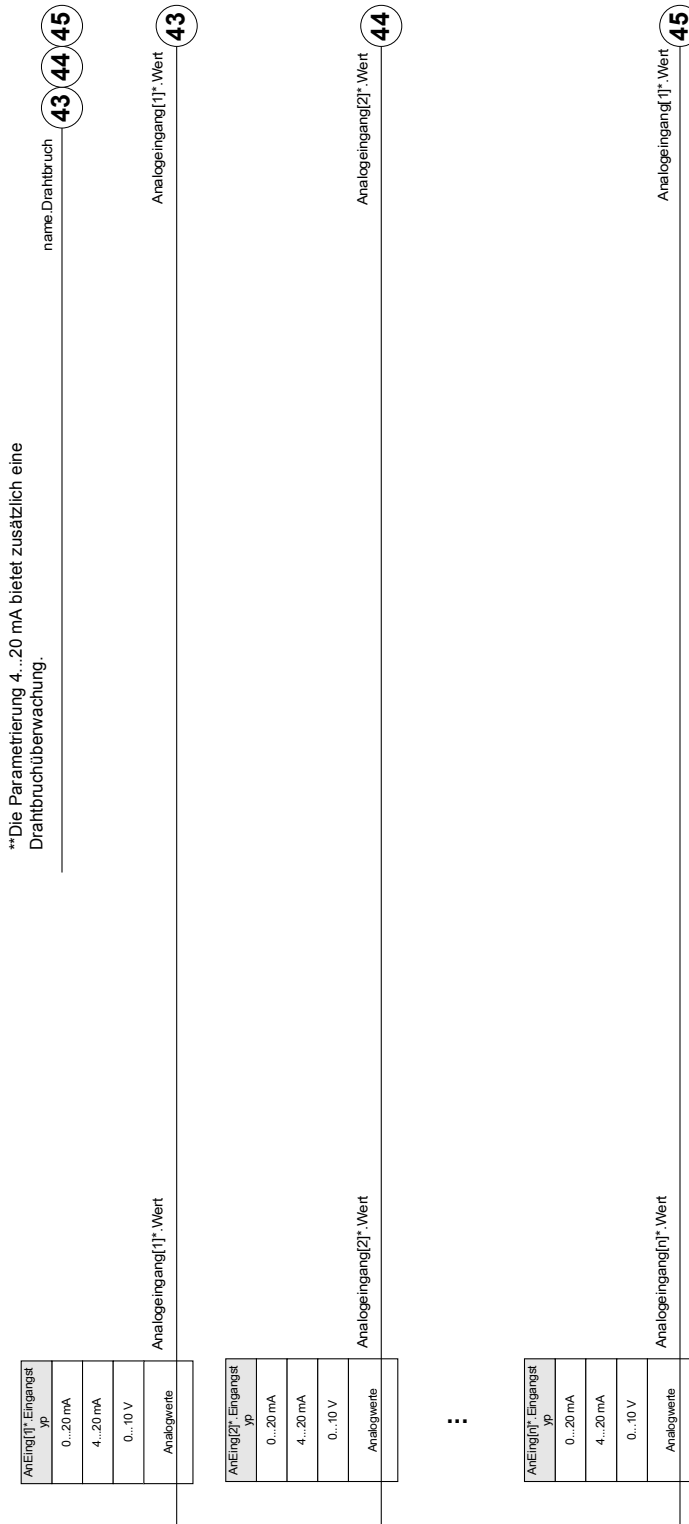 **Die Parametrierung 4...20 mA bietet zusätzlich eine
Drahtbruchüberwachung.
name.Drahtbruch
43 44 45
AnEing[1]*.Eingangst
yp
0...20 mA
4...20 mA
0...10 V
Analogwerte
Analogeingang[1]*.Wert
Analogeingang[1]*.Wert
43
AnEing[2]*.Eingangst
yp
0...20 mA
4...20 mA
0...10 V
Analogwerte
Analogeingang[2]*.Wert
Analogeingang[2]*.Wert
44
...
AnEing[n]*.Eingangst
yp
0...20 mA
4...20 mA
0...10 V
Analogwerte
Analogeingang[n]*.Wert
Analogeingang[1]*.Wert
45